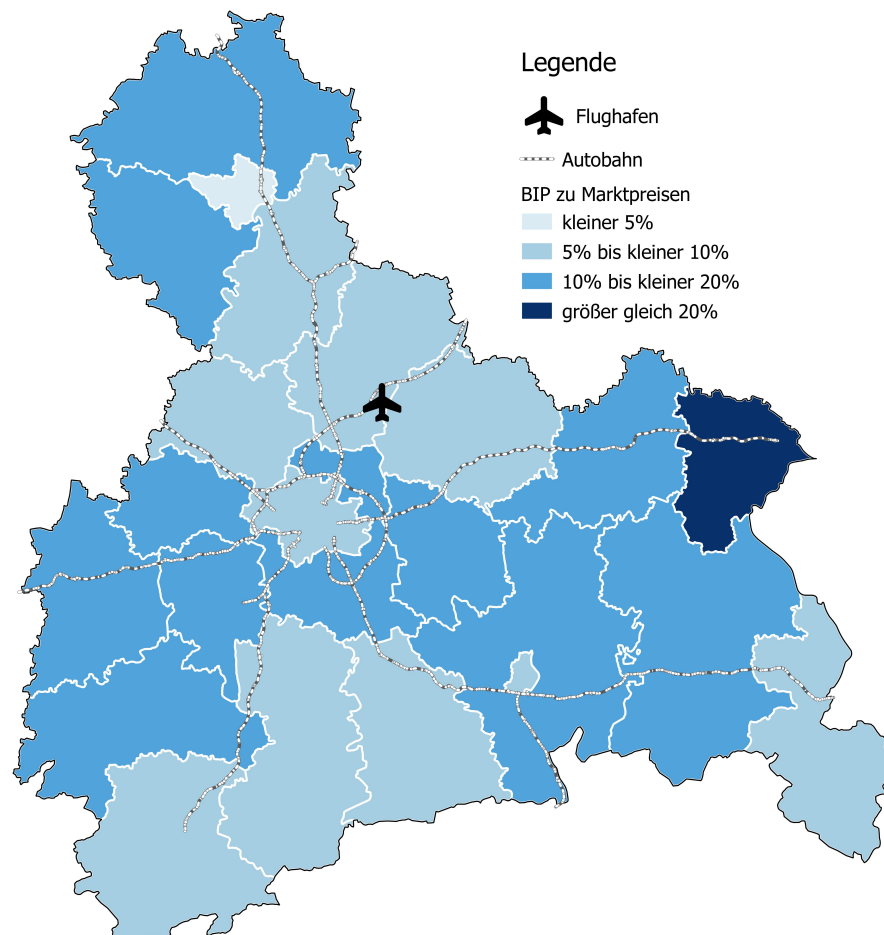 Legende
Flughafen
Autobahn
BIP zu Marktpreisen
kleiner 5%
5% bis kleiner 10%
10% bis kleiner 20%
größer gleich 20%